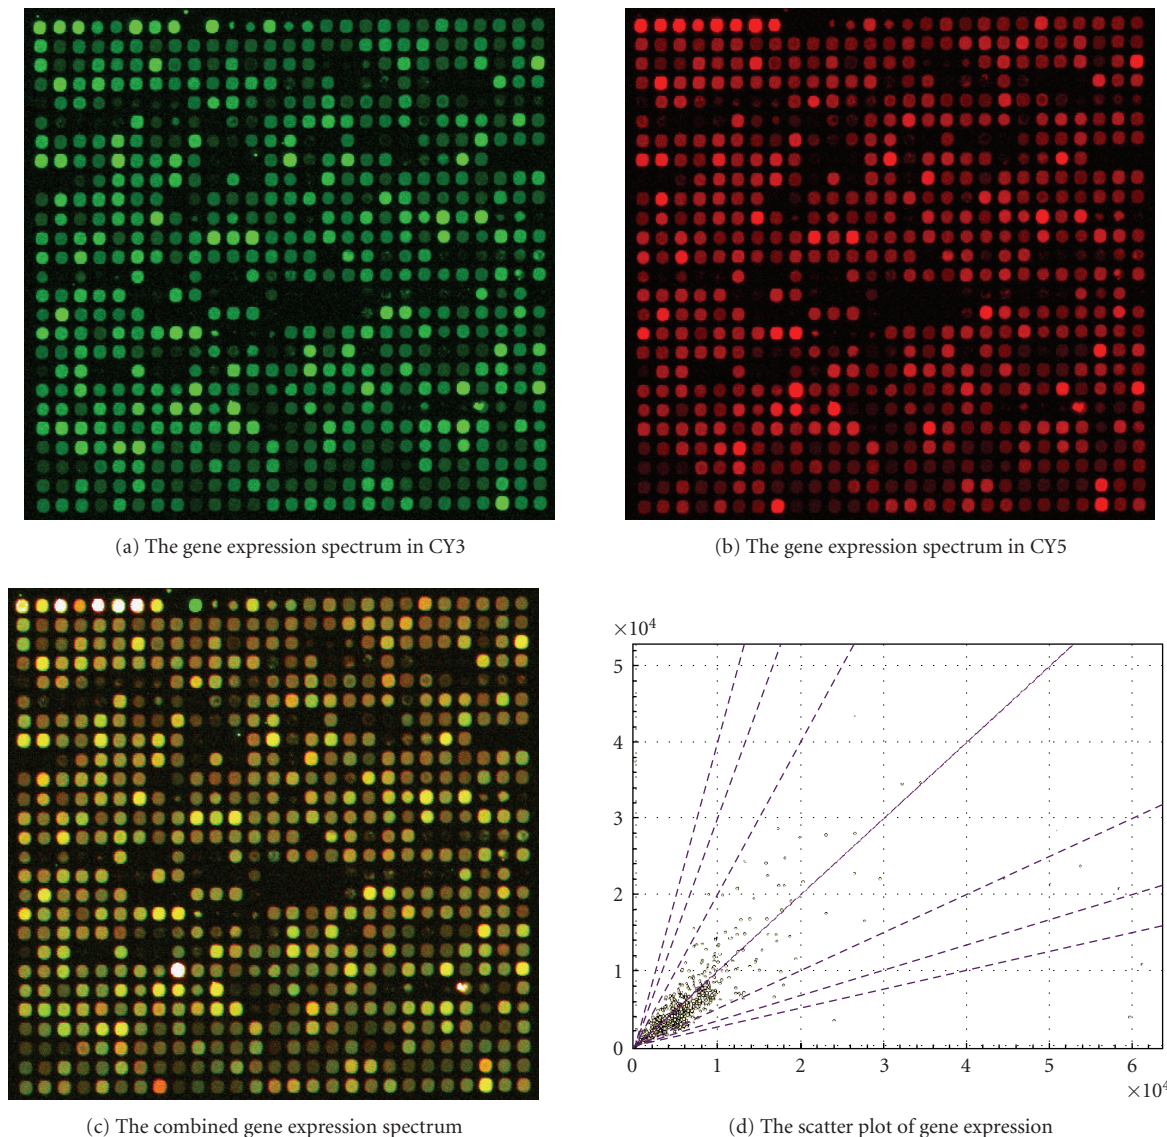 (a) The gene expression spectrum in CY3
(b) The gene expression spectrum in CY5
×10⁴
5
4
3
2
1
0
0 1 2 3 4 5 6
×10⁴
(c) The combined gene expression spectrum
(d) The scatter plot of gene expression